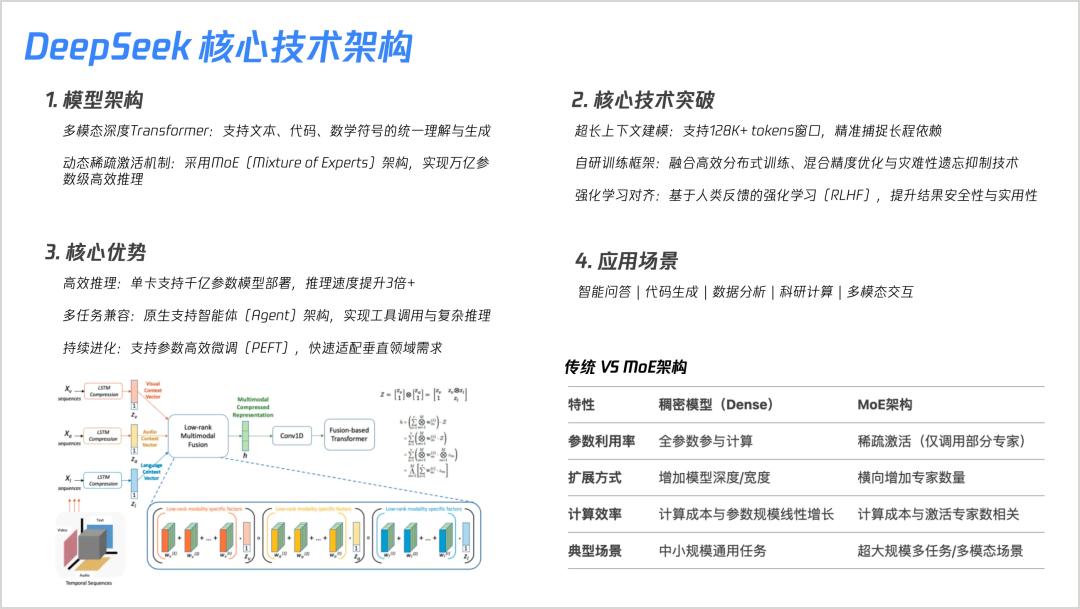 DeepSeek 核心技术架构
1. 模型架构
多模态深度Transformer：支持文本、代码、数学符号的统一理解与生成
动态稀疏激活机制：采用MoE（Mixture of Experts）架构，实现万亿参
数级高效推理
2. 核心技术突破
超长上下文建模：支持128K+ tokens窗口，精准捕捉长程依赖
自研训练框架：融合高效分布式训练、混合精度优化与灾难性遗忘抑制技术
强化学习对齐：基于人类反馈的强化学习（RLHF），提升结果安全性与实用性
3. 核心优势
高效推理：单卡支持千亿参数模型部署，推理速度提升3倍+
多任务兼容：原生支持智能体（Agent）架构，实现工具调用与复杂推理
持续进化：支持参数高效微调（PEFT），快速适配垂直领域需求
4. 应用场景
智能问答 | 代码生成 | 数据分析 | 科研计算 | 多模态交互
Xv
sequences
LSTM
Compression
Visual
Context
Vector
1
Zv
Xa
sequences
LSTM
Compression
Audio
Context
Vector
1
Za
Xl
sequences
LSTM
Compression
Language
Context
Vector
1
Zl
Low-rank
Multimodal
Fusion
Multimodal
Compressed
Representation
h
Conv1D
Fusion-based
Transformer
Low-rank modality specific factors
Low-rank modality specific factors
Low-rank modality specific factors
Video
Text
Audio
Temporal Sequences
传统 VS MoE架构
特性 稠密模型（Dense） MoE架构
参数利用率 全参数参与计算 稀疏激活（仅调用部分专家）
扩展方式 增加模型深度/宽度 横向增加专家数量
计算效率 计算成本与参数规模线性增长 计算成本与激活专家数相关
典型场景 中小规模通用任务 超大规模多任务/多模态场景